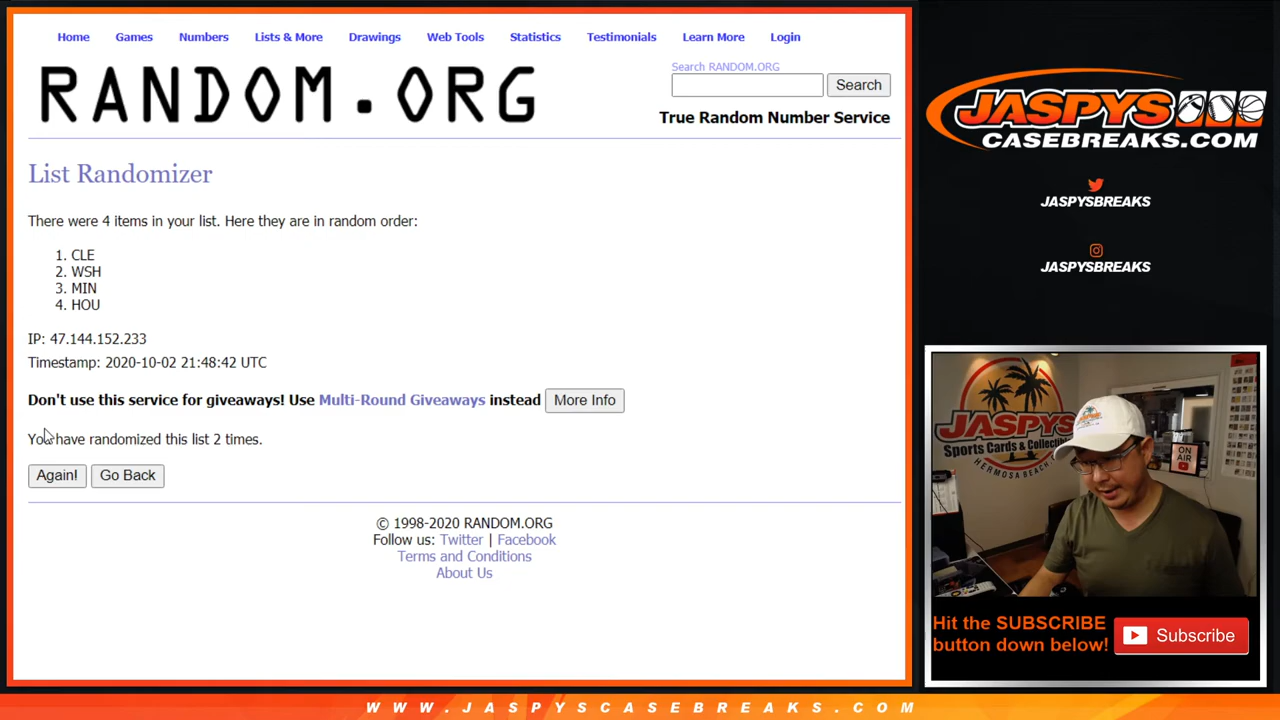 Home Games Numbers Lists & More Drawings Web Tools Statistics Testimonials Learn More Login
RANDOM.ORG
Search RANDOM.ORG
Search
True Random Number Service
List Randomizer
There were 4 items in your list. Here they are in random order:
1. CLE
2. WSH
3. MIN
4. HOU
IP: 47.144.152.233
Timestamp: 2020-10-02 21:48:42 UTC
Don't use this service for giveaways! Use Multi-Round Giveaways instead More Info
You have randomized this list 2 times.
Again! Go Back
© 1998-2020 RANDOM.ORG
Follow us: Twitter | Facebook
Terms and Conditions
About Us
JASPYS
CASEBREAKS.COM
JASPYSBREAKS
JASPYSBREAKS
JASPYS
Sports Cards & Collectibles
HERMOSA BEACH,
ON AIR
Hit the SUBSCRIBE
button down below!
Subscribe
WWW.JASPYSCASEBREAKS.COM